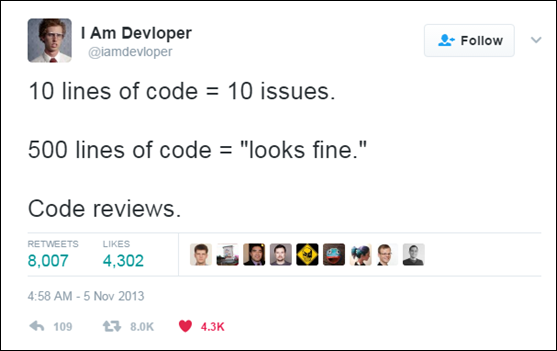 I Am Devloper
@iamdevloper
Follow
10 lines of code = 10 issues.
500 lines of code = "looks fine."
Code reviews.
RETWEETS LIKES
8,007 4,302
4:58 AM - 5 Nov 2013
109 8.0K 4.3K